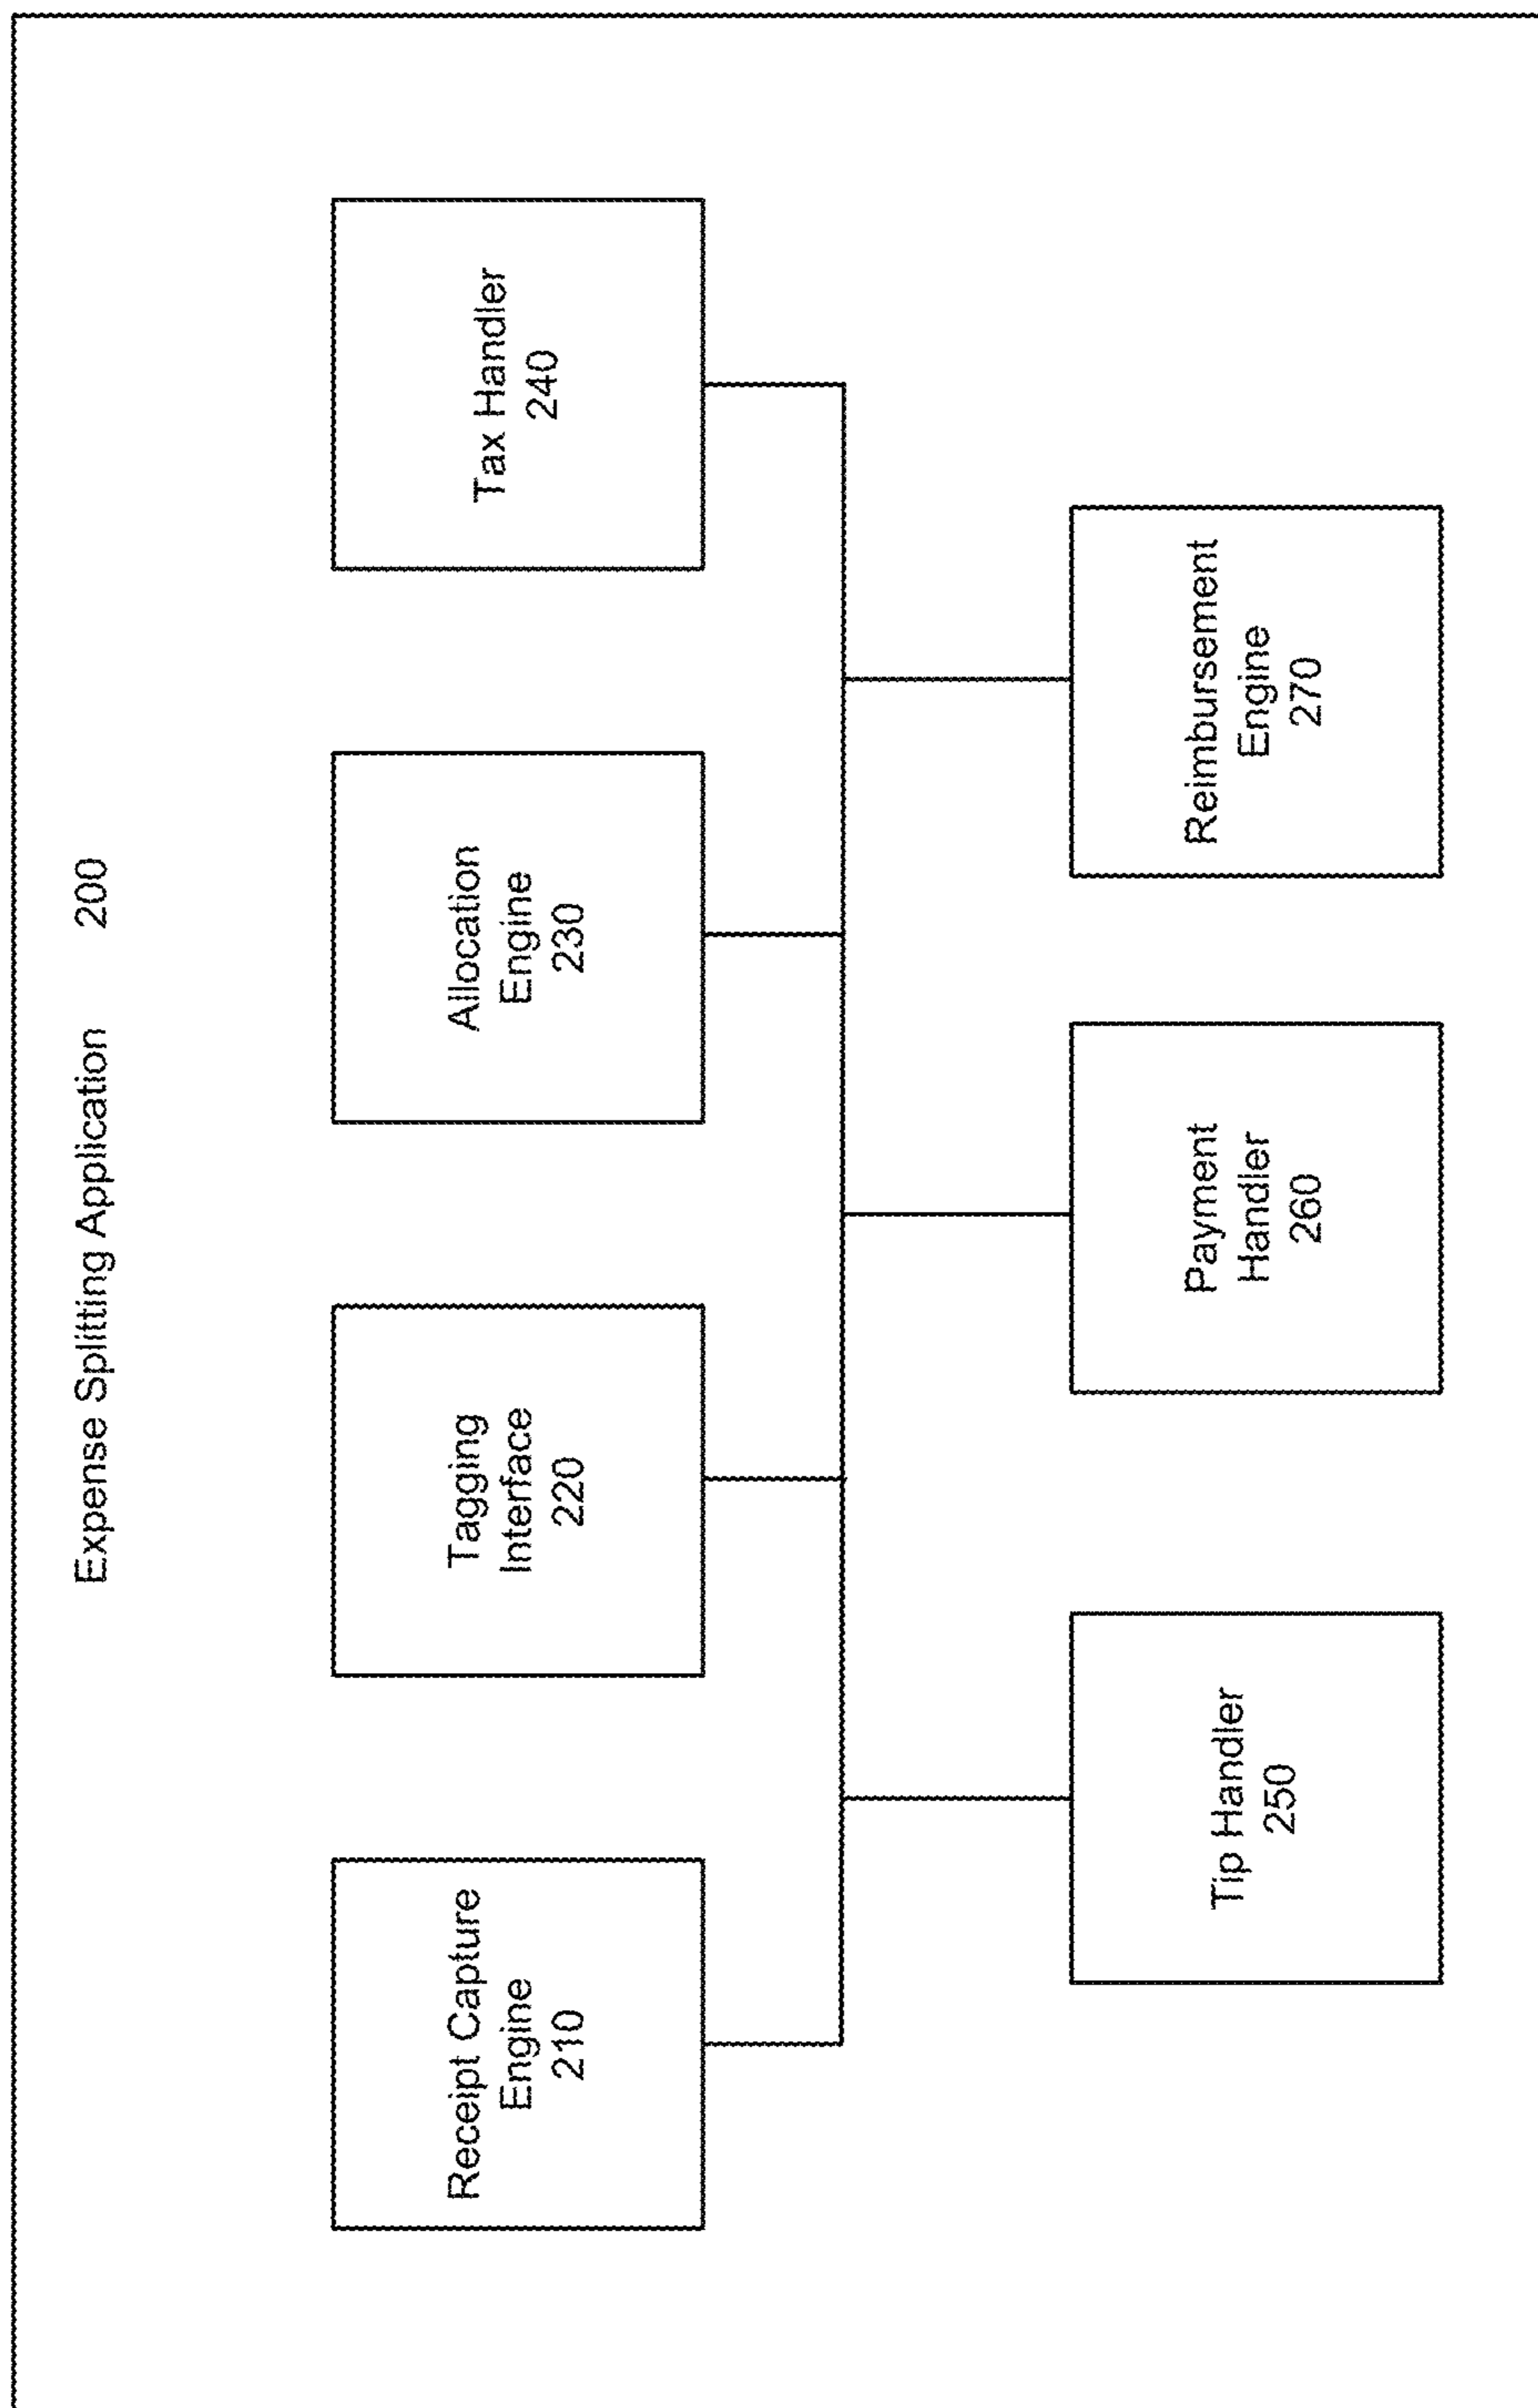 Expense Splitting Application 200
Receipt Capture
Engine
210
Tagging
Interface
220
Allocation
Engine
230
Tax Handler
240
Tip Handler
250
Payment
Handler
260
Reimbursement
Engine
270